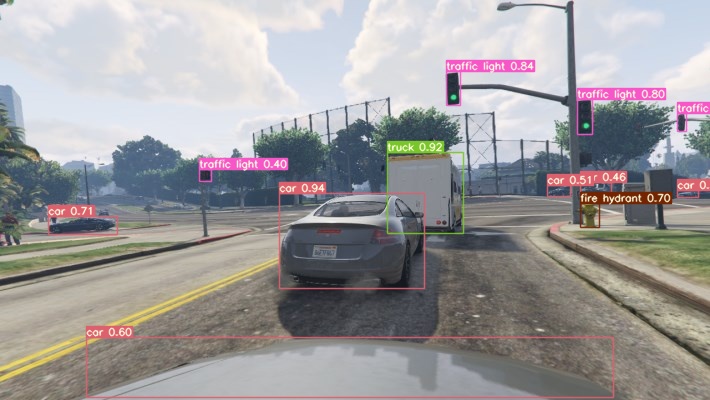 traffic light 0.84
traffic light 0.80
traffic
truck 0.92
traffic light 0.40
car 0.94
car 0.51
0.46
car 0.
fire hydrant 0.70
car 0.71
car 0.60